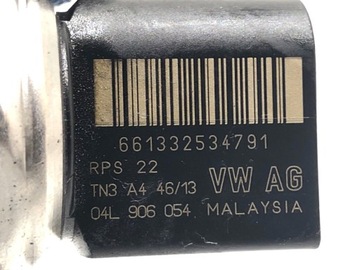 661332534791
RPS 22
TN3 A4 46/13 VW AG
04L 906 054 MALAYSIA